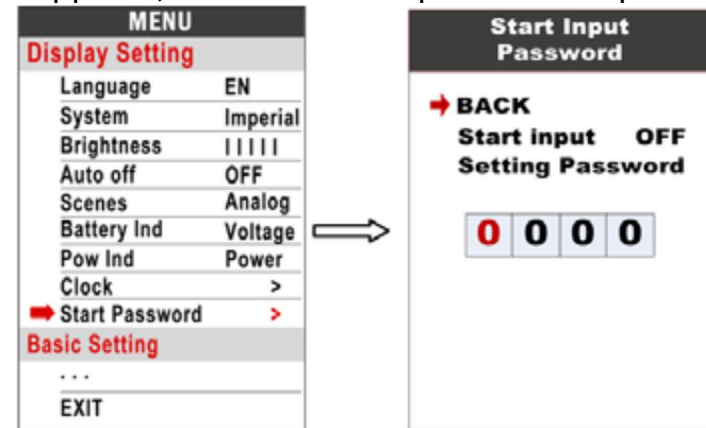 MENU
Display Setting
Language EN
System Imperial
Brightness | | | | |
Auto off OFF
Scenes Analog
Battery Ind Voltage
Pow Ind Power
Clock >
Start Password >
Basic Setting
...
EXIT
Start Input
Password
BACK
Start input OFF
Setting Password
0 0 0 0